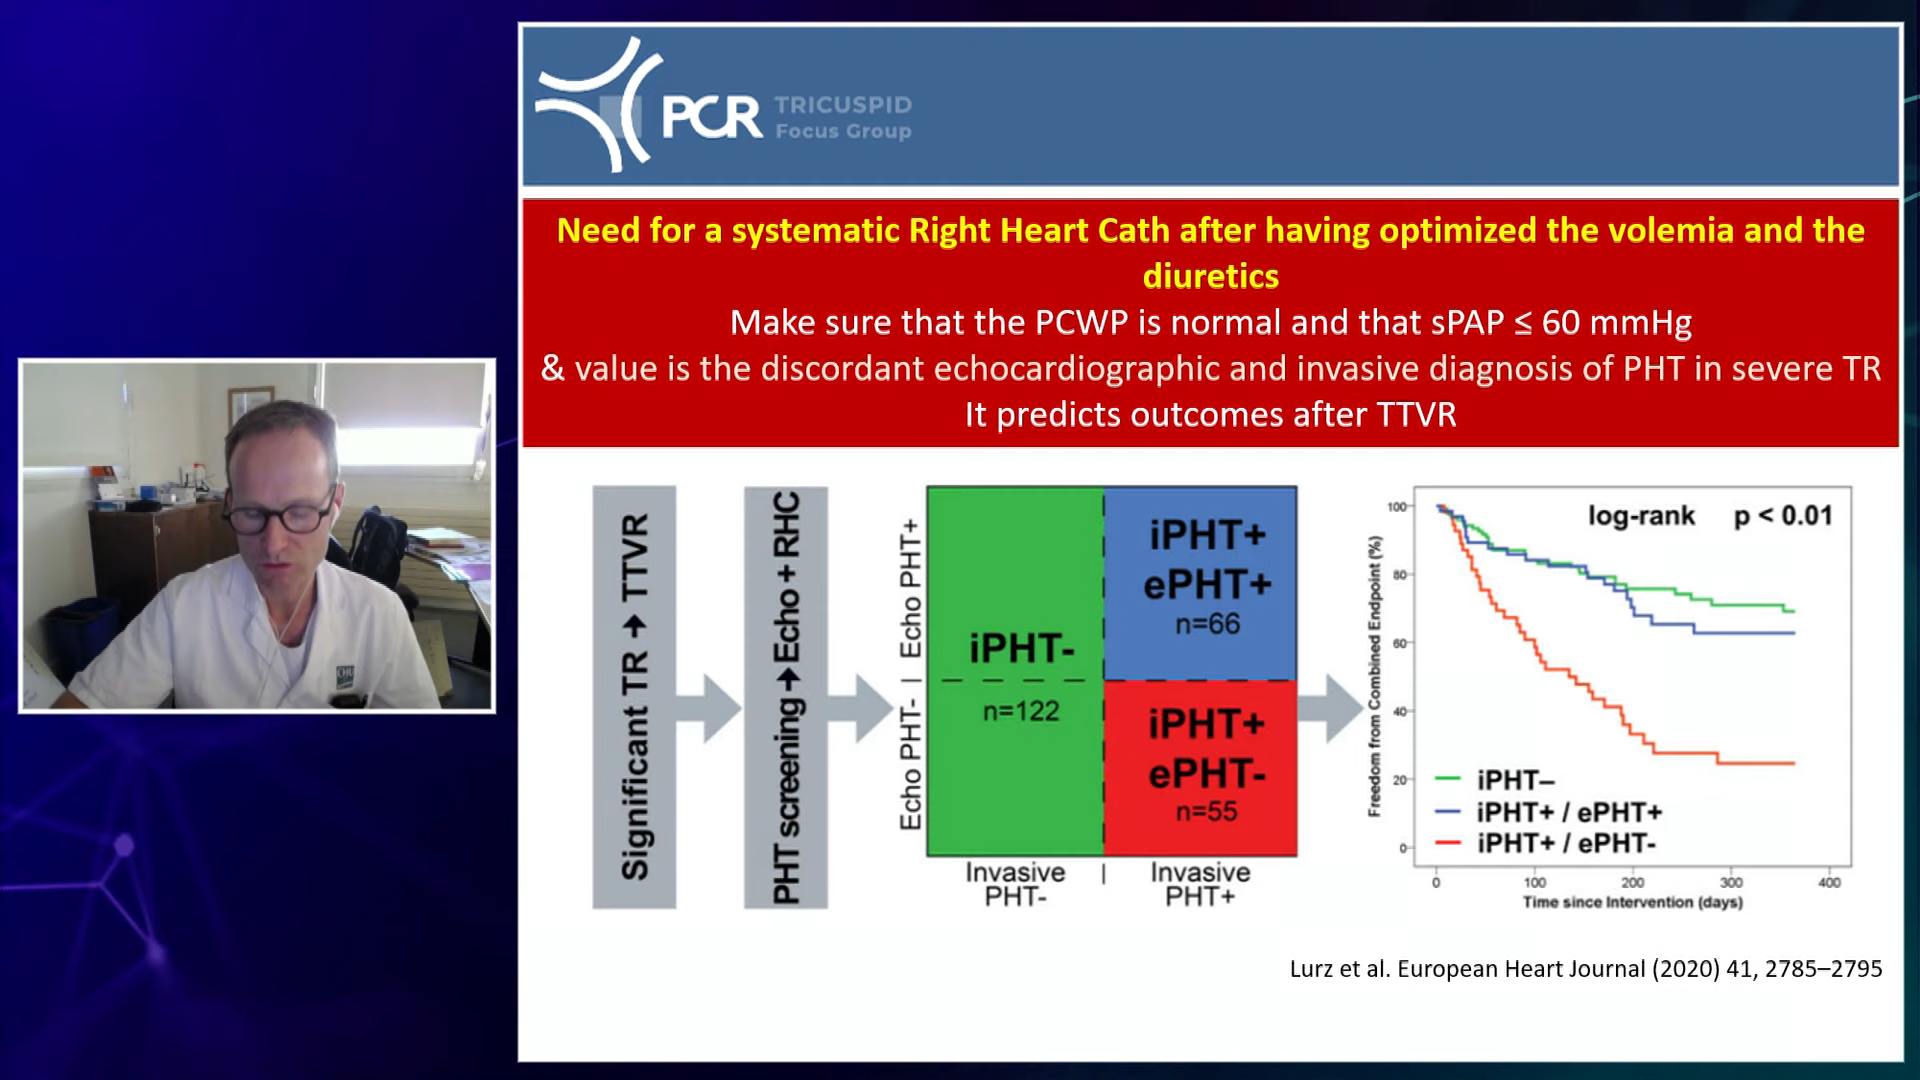 PCR TRICUSPID
Focus Group
Need for a systematic Right Heart Cath after having optimized the volemia and the
diuretics
Make sure that the PCWP is normal and that sPAP ≤ 60 mmHg
& value is the discordant echocardiographic and invasive diagnosis of PHT in severe TR
It predicts outcomes after TTVR
Significant TR → TTVR
PHT screening → Echo + RHC
Echo PHT- | Echo PHT+
iPHT-
n=122
iPHT+
ePHT+
n=66
iPHT+
ePHT-
n=55
Invasive
PHT-
|
Invasive
PHT+
Freedom from Combined Endpoint (%)
100
80
60
40
20
0
log-rank p < 0.01
iPHT–
iPHT+ / ePHT+
iPHT+ / ePHT-
0 100 200 300 400
Time since Intervention (days)
Lurz et al. European Heart Journal (2020) 41, 2785–2795
CHU